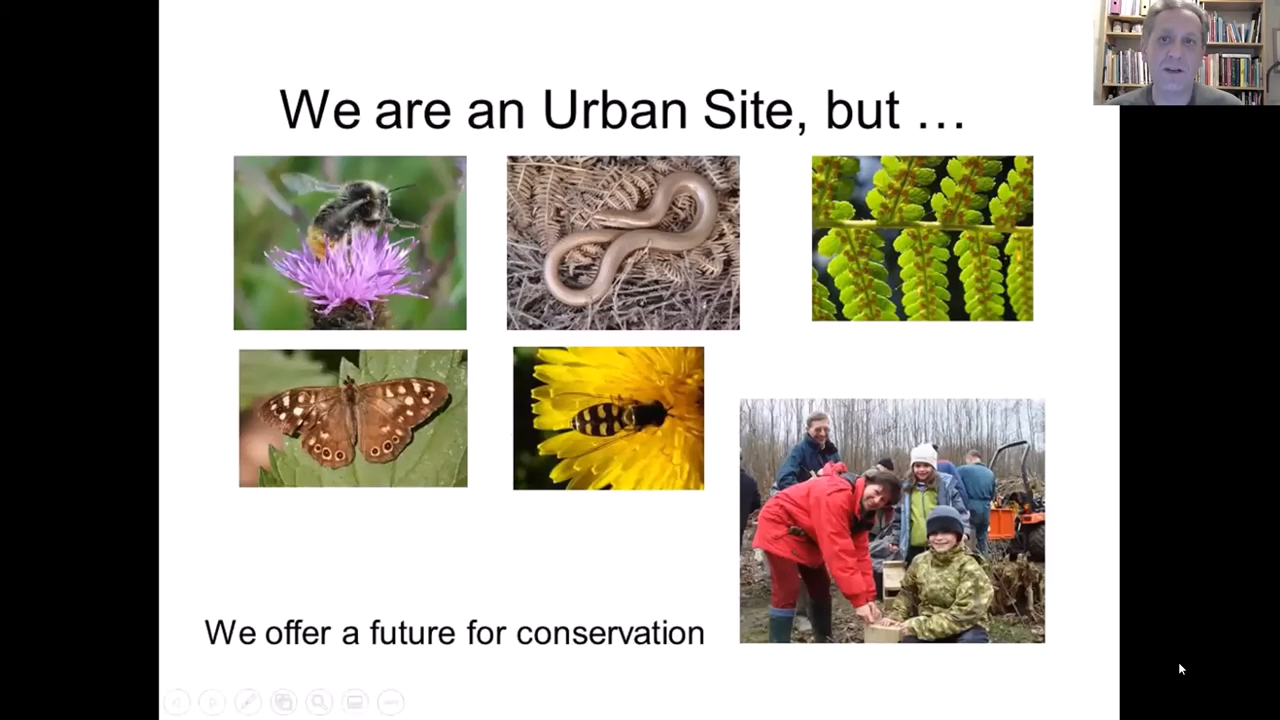 We are an Urban Site, but …
We offer a future for conservation